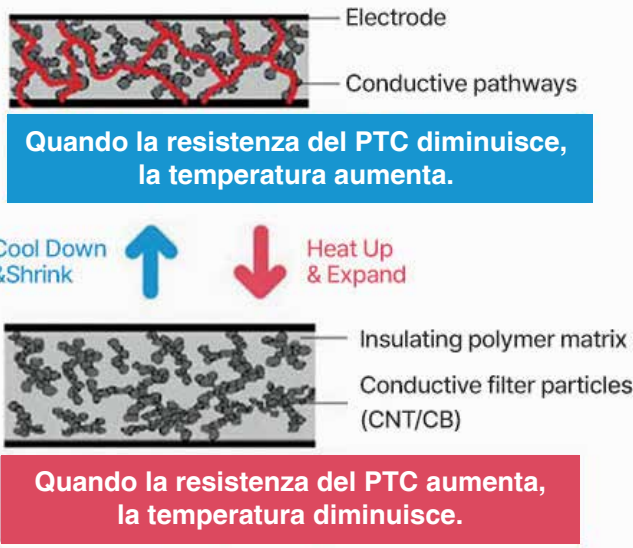 Electrode
Conductive pathways
Quando la resistenza del PTC diminuisce,
la temperatura aumenta.
Cool Down
&Shrink
Heat Up
& Expand
Insulating polymer matrix
Conductive filter particles
(CNT/CB)
Quando la resistenza del PTC aumenta,
la temperatura diminuisce.